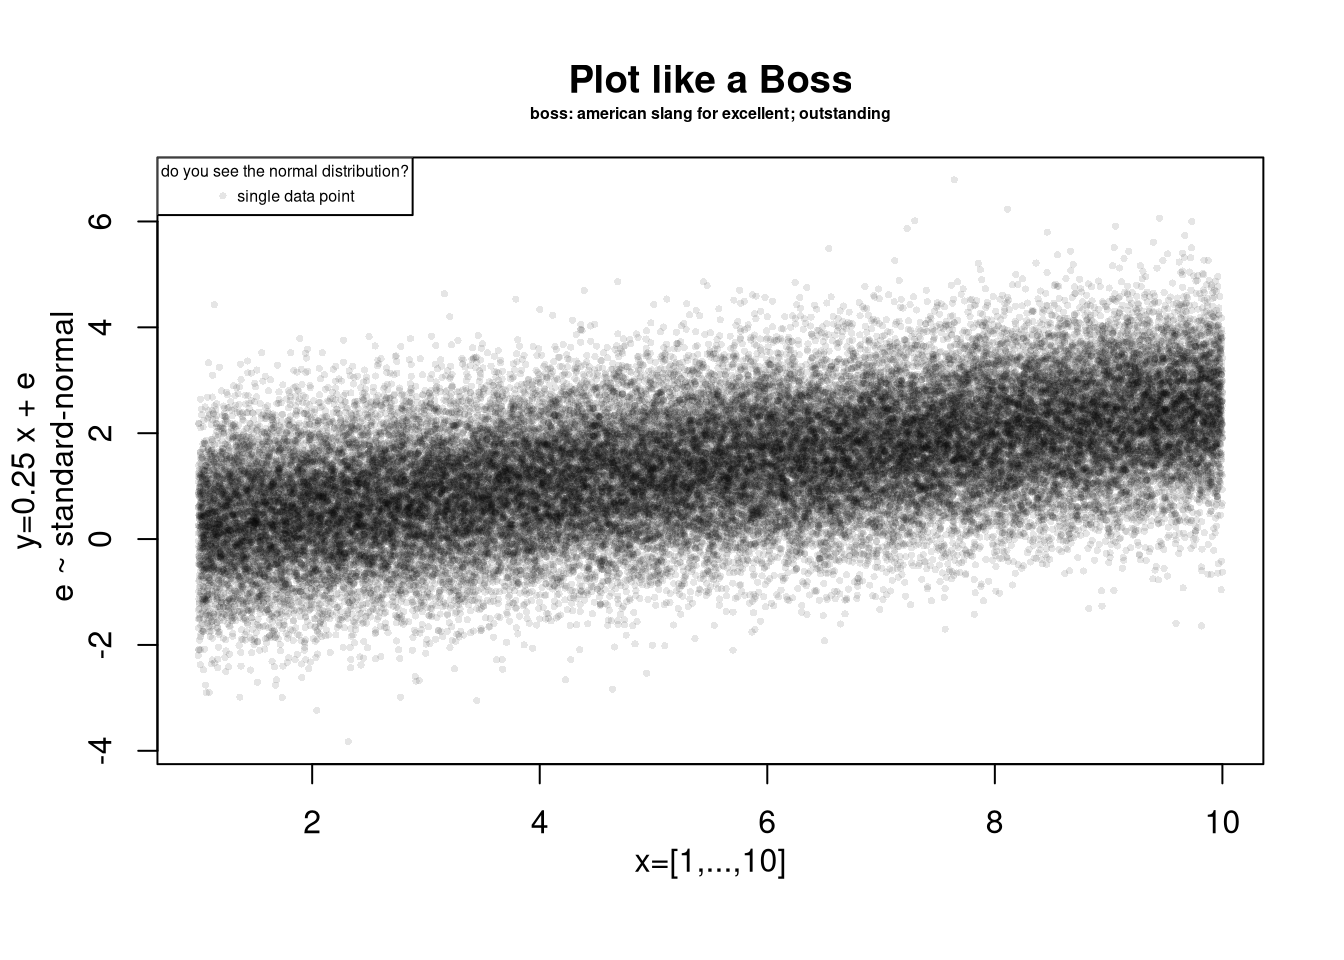 Plot like a Boss
boss: american slang for excellent; outstanding
do you see the normal distribution?
single data point
y=0.25 x + e
e ~ standard-normal
6
4
2
0
-2
-4
2
4
6
8
10
x=[1,...,10]